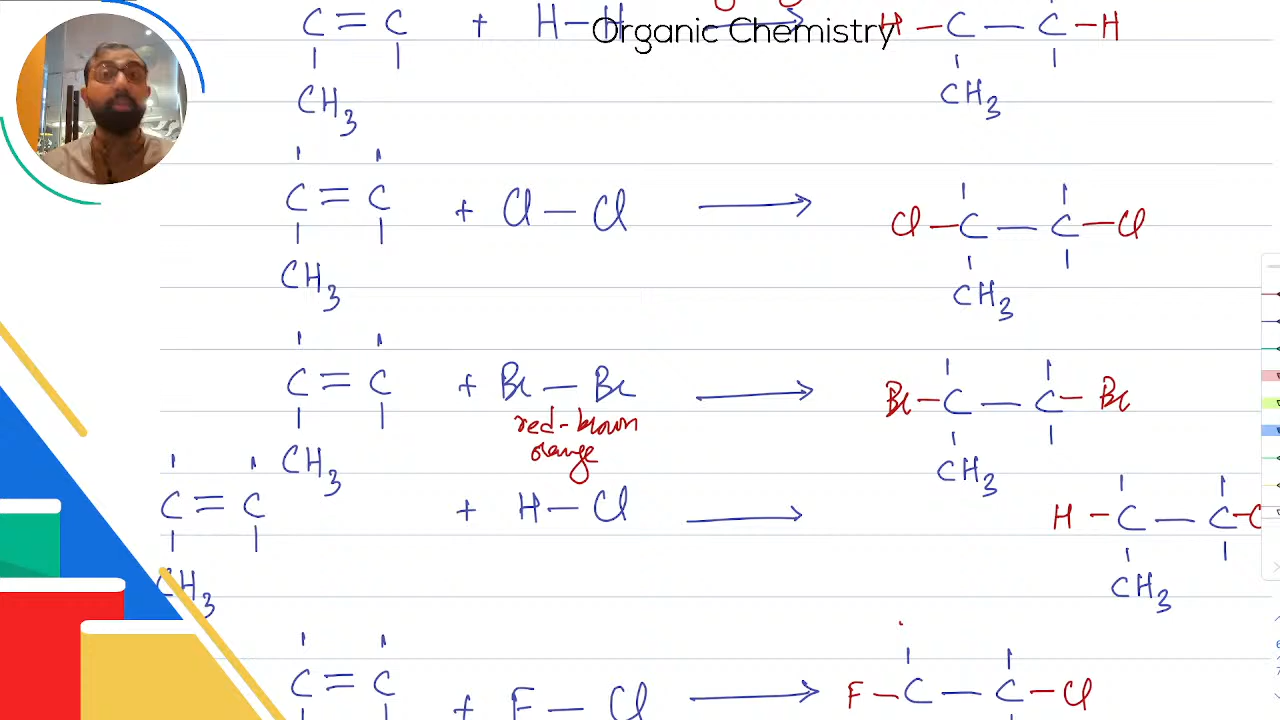 Organic Chemistry
C = C + H — H H — C — C — H
CH3 CH3
C = C + Cl — Cl Cl — C — C — Cl
CH3 CH3
C = C + Br — Br Br — C — C — Br
red-brown
orange
CH3 CH3
C = C + H — Cl H — C — C —
CH3 CH3
C = C + F — Cl F — C — C — Cl